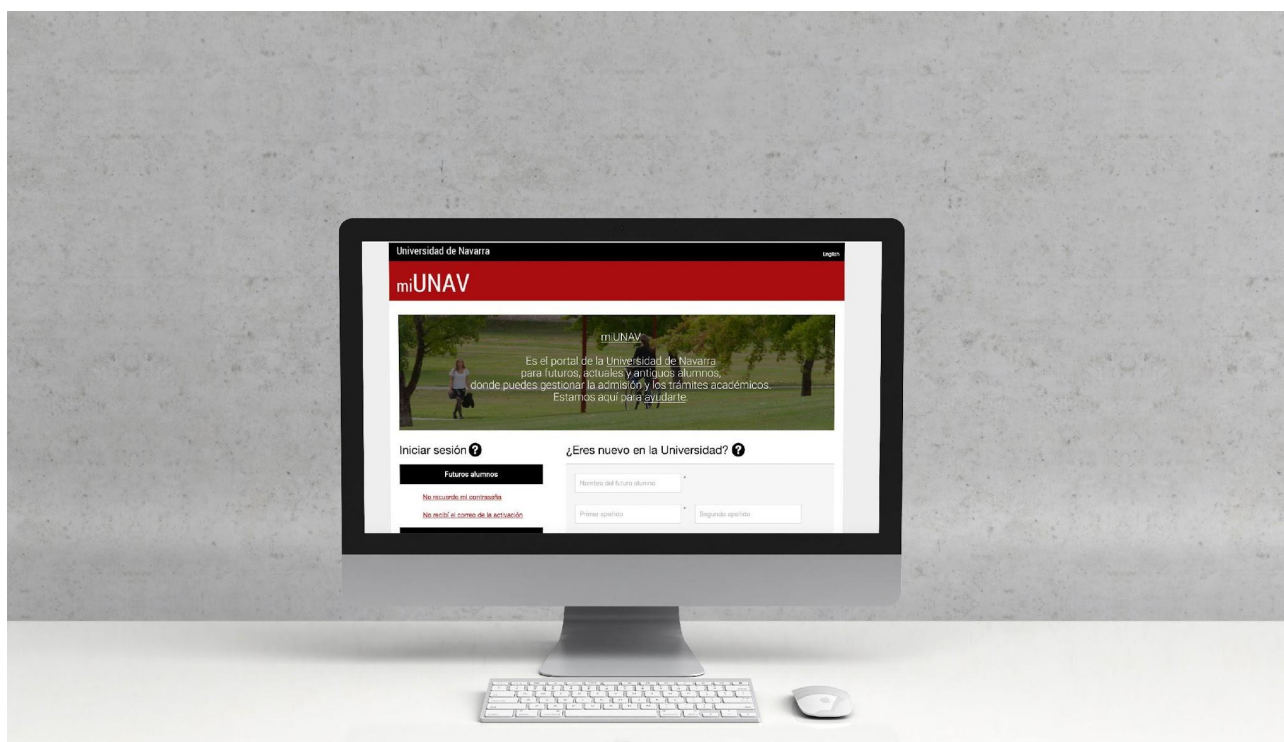 Universidad de Navarra
English
miUNAV
miUNAV
Es el portal de la Universidad de Navarra
para futuros, actuales y antiguos alumnos,
donde puedes gestionar la admisión y los trámites académicos.
Estamos aquí para ayudarte.
Iniciar sesión ?
¿Eres nuevo en la Universidad? ?
Futuros alumnos
Nombre del futuro alumno *
No recuerdo mi contraseña
No recibí el correo de la activación
Primer apellido * Segundo apellido